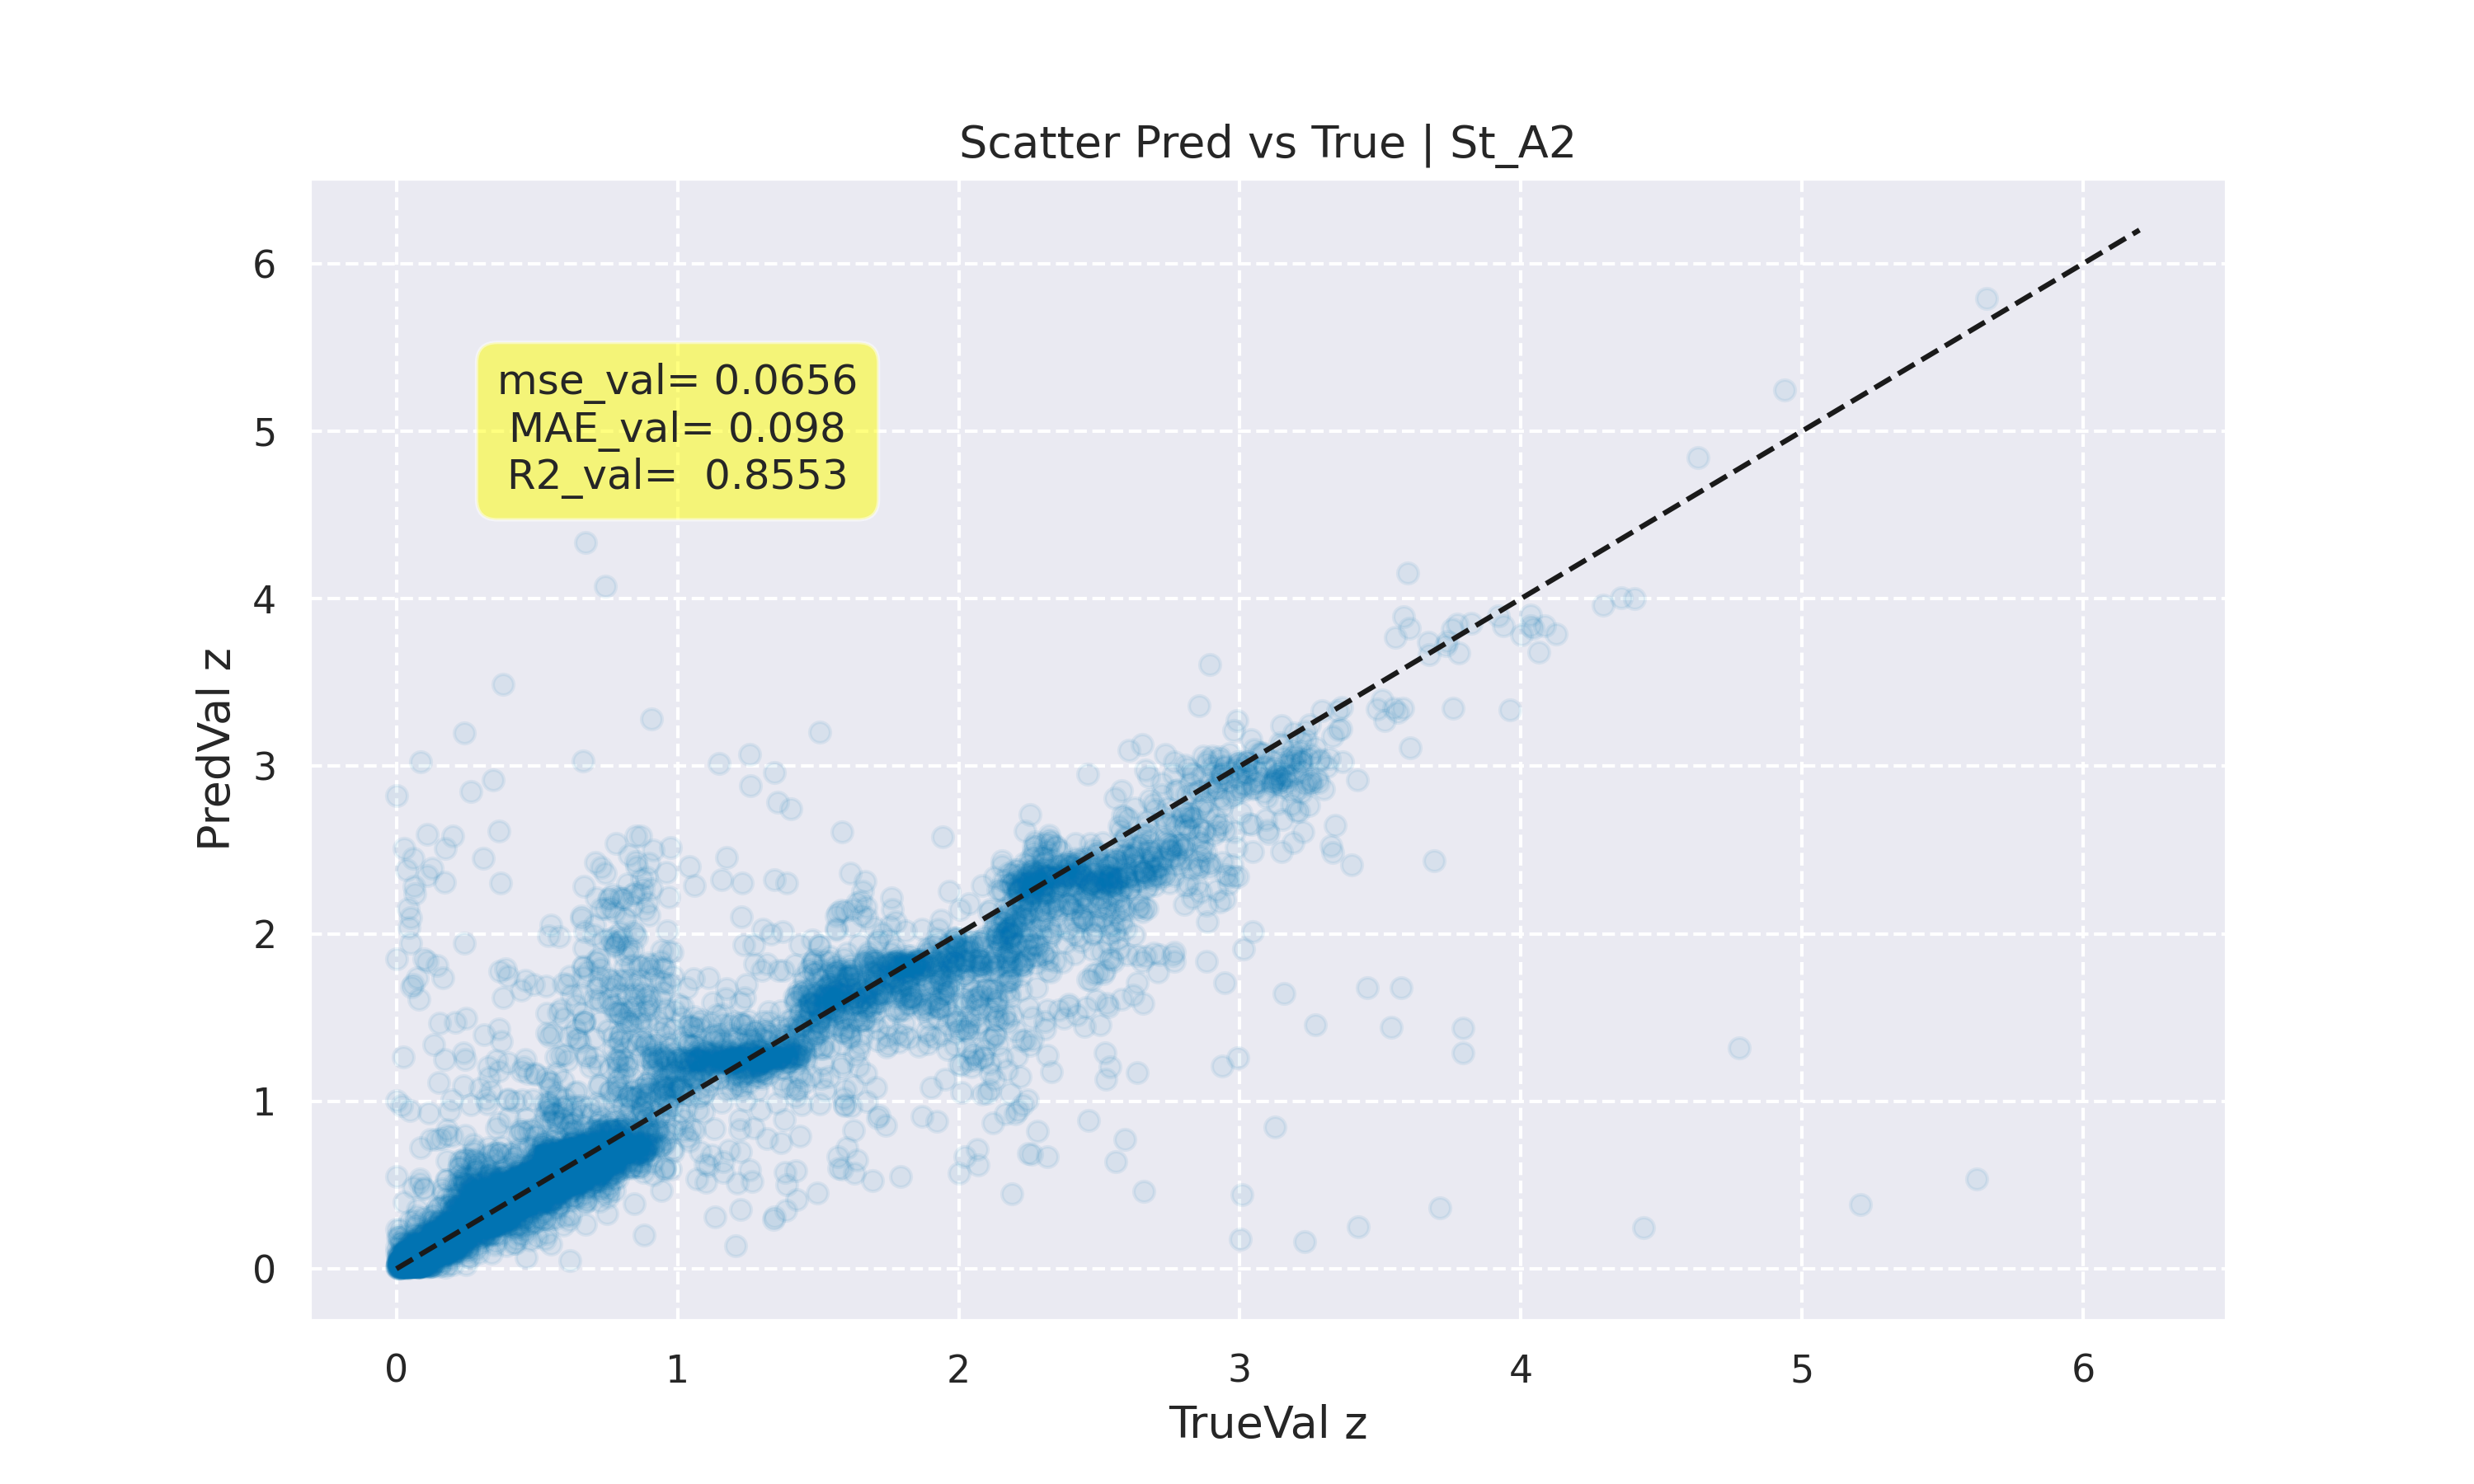 Scatter Pred vs True | St_A2
mse_val= 0.0656
MAE_val= 0.098
R2_val=  0.8553
PredVal z
6
5
4
3
2
1
0
0 1 2 3 4 5 6
TrueVal z